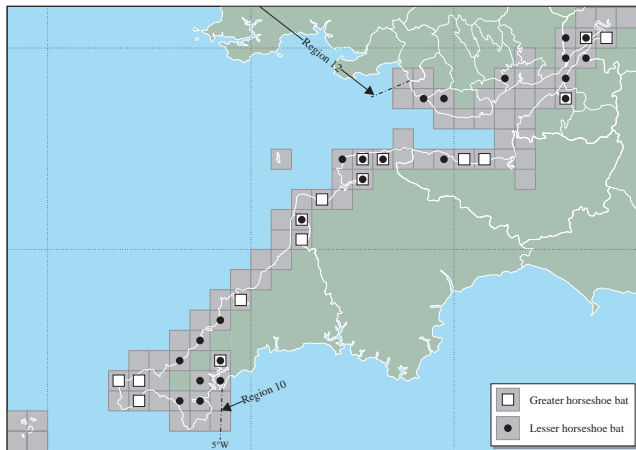 Region 12
Region 10
5°W
Greater horseshoe bat
Lesser horseshoe bat